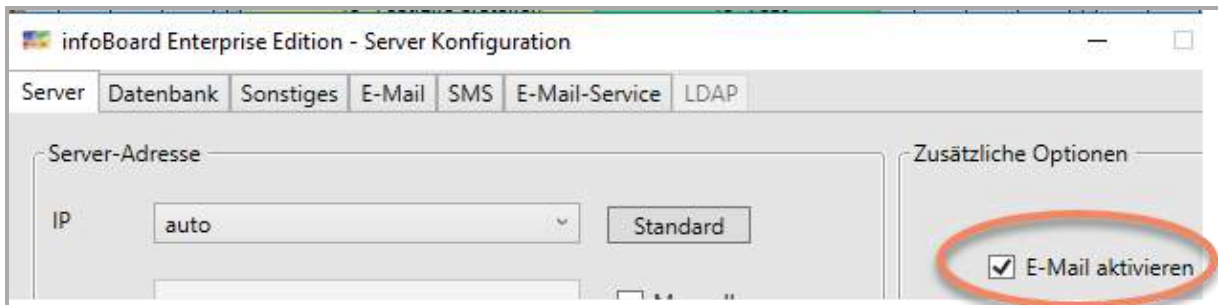 infoBoard Enterprise Edition - Server Konfiguration
Server Datenbank Sonstiges E-Mail SMS E-Mail-Service LDAP
Server-Adresse
Zusätzliche Optionen
IP auto Standard
E-Mail aktivieren